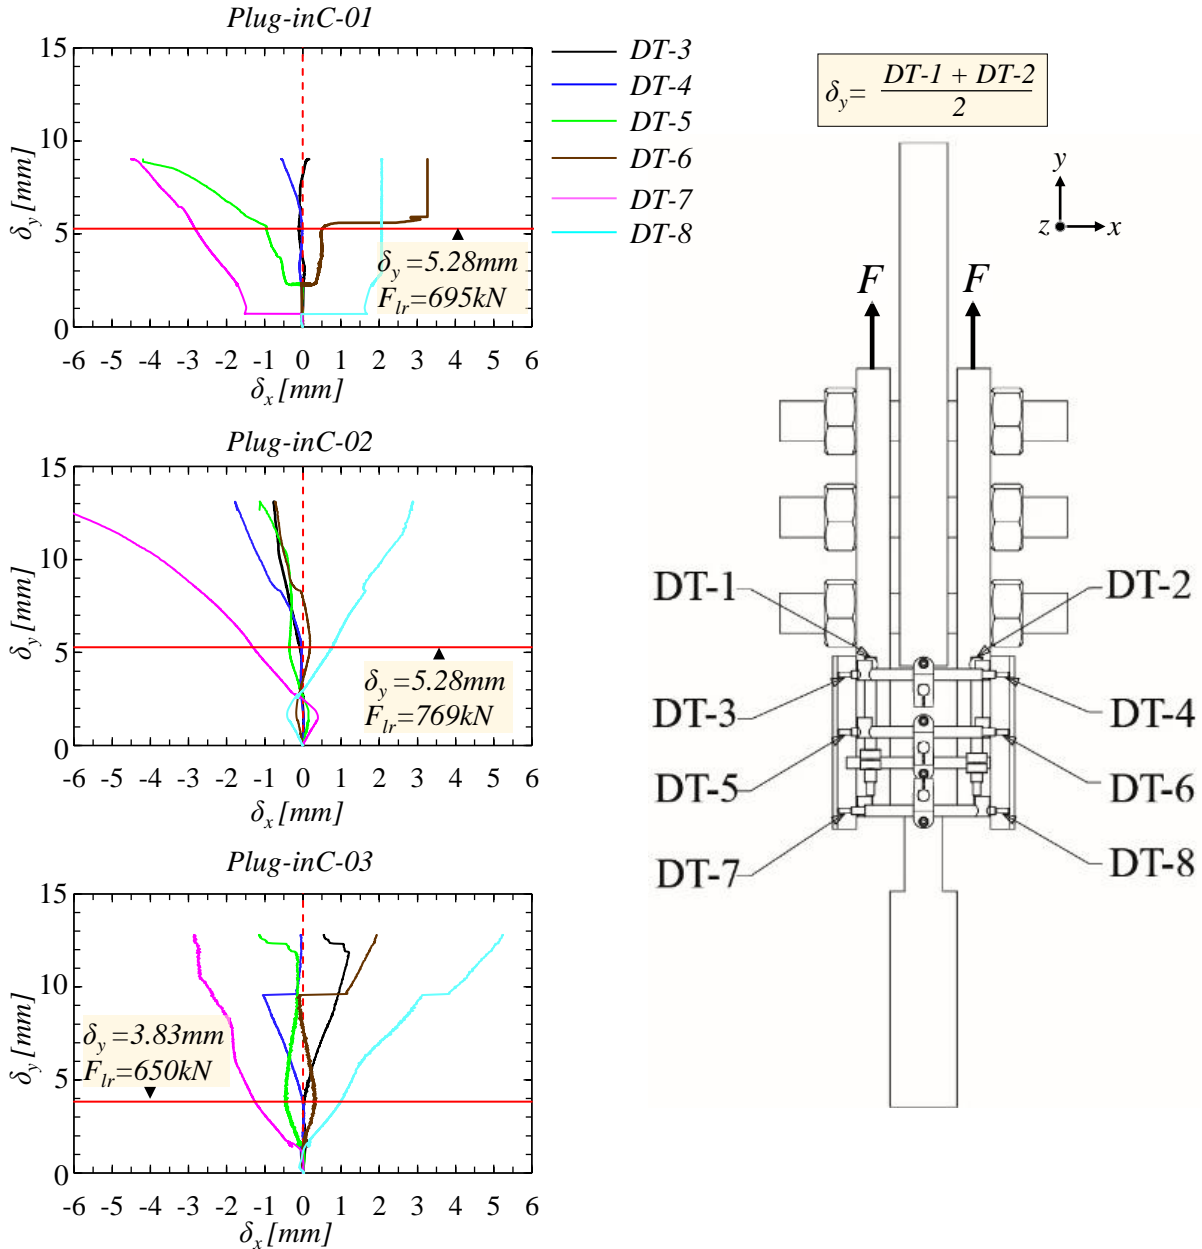 Plug-inC-01
15
10
5
0
δy [mm]
δy =5.28mm
Flr=695kN
-6 -5 -4 -3 -2 -1 0 1 2 3 4 5 6
δx [mm]
DT-3
DT-4
DT-5
DT-6
DT-7
DT-8
Plug-inC-02
15
10
5
0
δy [mm]
δy =5.28mm
Flr=769kN
-6 -5 -4 -3 -2 -1 0 1 2 3 4 5 6
δx [mm]
Plug-inC-03
15
10
5
0
δy [mm]
δy =3.83mm
Flr=650kN
-6 -5 -4 -3 -2 -1 0 1 2 3 4 5 6
δx [mm]
δy= DT-1 + DT-2
2
y
z x
F F
DT-1 DT-2
DT-3 DT-4
DT-5 DT-6
DT-7 DT-8